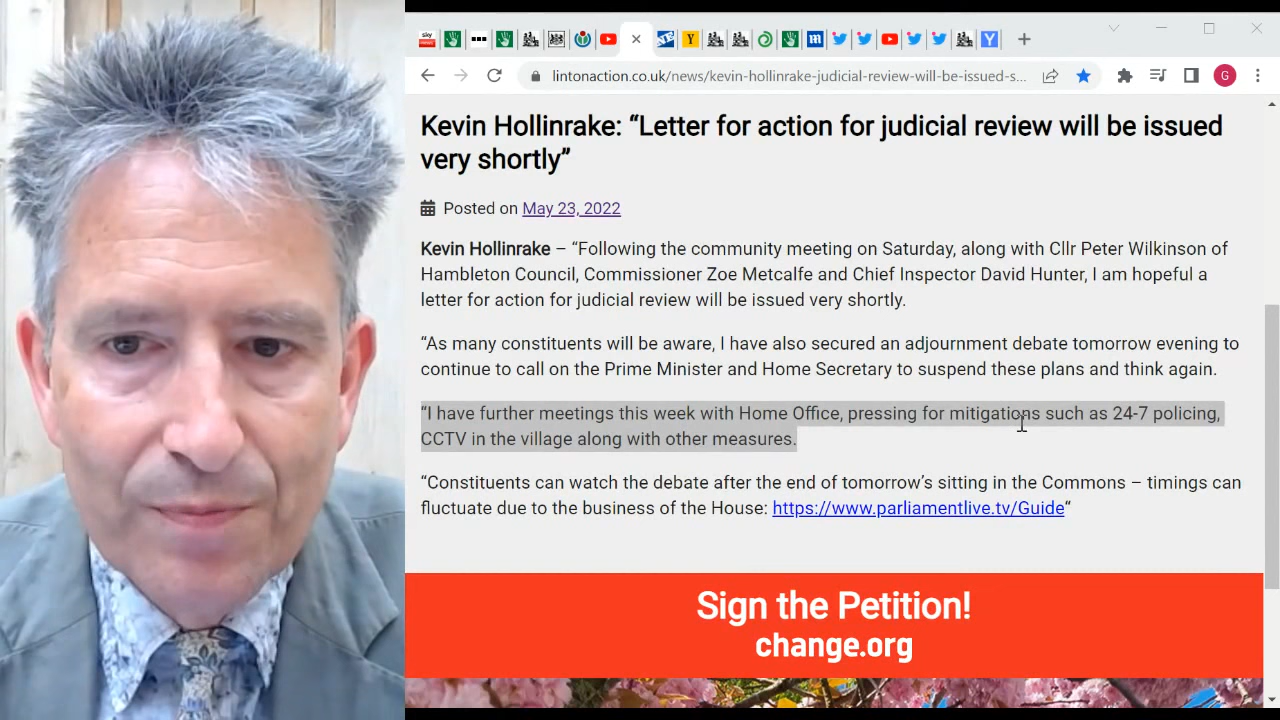 sky
news
Y
m
Y
lintonaction.co.uk/news/kevin-hollinrake-judicial-review-will-be-issued-s...
G
Kevin Hollinrake: “Letter for action for judicial review will be issued
very shortly”
Posted on May 23, 2022
Kevin Hollinrake – “Following the community meeting on Saturday, along with Cllr Peter Wilkinson of
Hambleton Council, Commissioner Zoe Metcalfe and Chief Inspector David Hunter, I am hopeful a
letter for action for judicial review will be issued very shortly.
“As many constituents will be aware, I have also secured an adjournment debate tomorrow evening to
continue to call on the Prime Minister and Home Secretary to suspend these plans and think again.
“I have further meetings this week with Home Office, pressing for mitigations such as 24-7 policing,
CCTV in the village along with other measures.
“Constituents can watch the debate after the end of tomorrow’s sitting in the Commons – timings can
fluctuate due to the business of the House: https://www.parliamentlive.tv/Guide“
Sign the Petition!
change.org